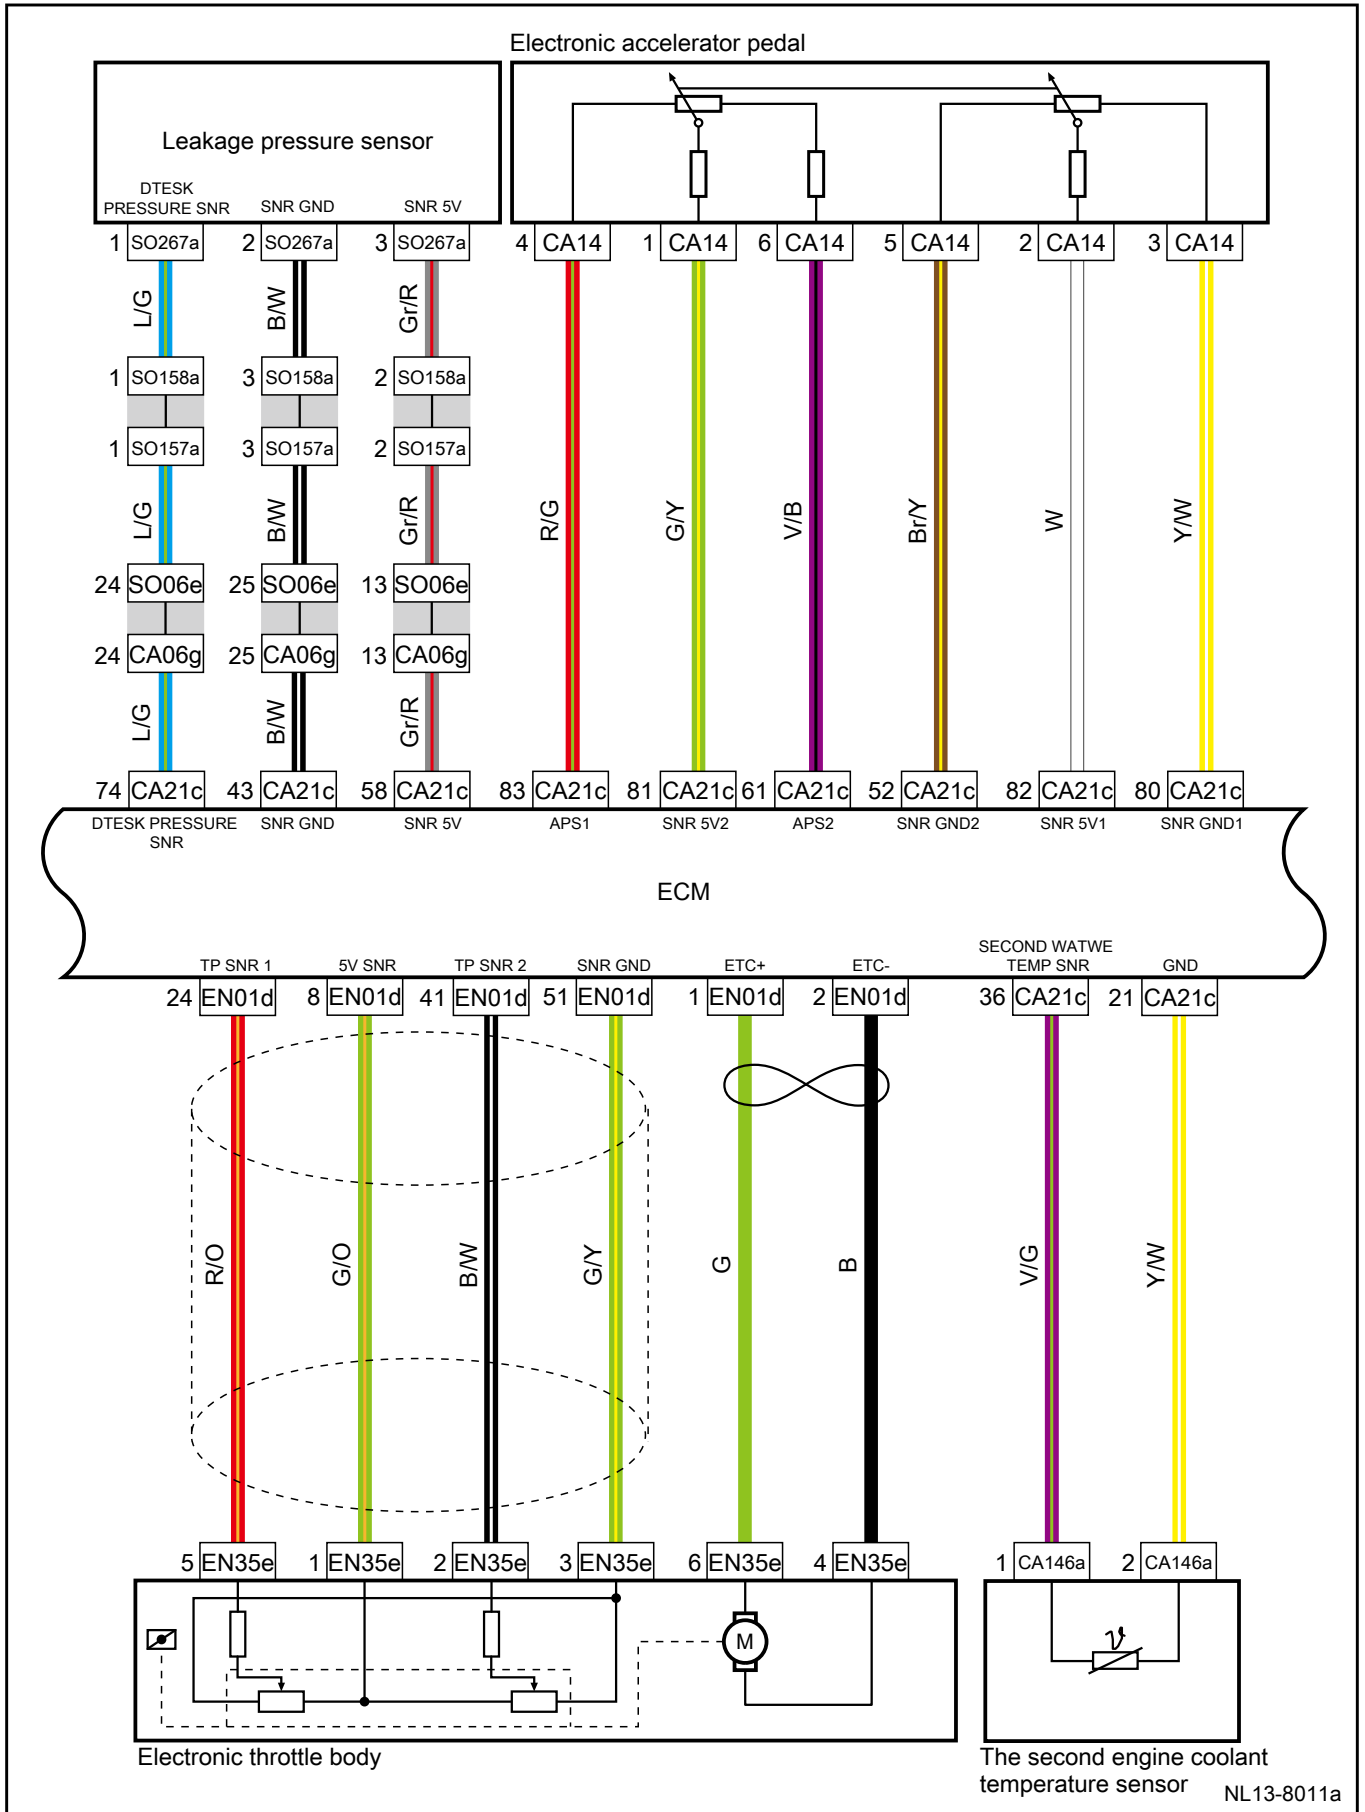 Electronic accelerator pedal
Leakage pressure sensor
DTESK
PRESSURE SNR
SNR GND
SNR 5V
1 SO267a
2 SO267a
3 SO267a
4 CA14
1 CA14
6 CA14
5 CA14
2 CA14
3 CA14
L/G
B/W
Gr/R
1 SO158a
3 SO158a
2 SO158a
1 SO157a
3 SO157a
2 SO157a
L/G
B/W
Gr/R
R/G
G/Y
V/B
Br/Y
W
Y/W
24 SO06e
25 SO06e
13 SO06e
24 CA06g
25 CA06g
13 CA06g
L/G
B/W
Gr/R
74 CA21c
43 CA21c
58 CA21c
83 CA21c
81 CA21c
61 CA21c
52 CA21c
82 CA21c
80 CA21c
DTESK PRESSURE
SNR
SNR GND
SNR 5V
APS1
SNR 5V2
APS2
SNR GND2
SNR 5V1
SNR GND1
ECM
TP SNR 1
5V SNR
TP SNR 2
SNR GND
ETC+
ETC-
SECOND WATWE
TEMP SNR
GND
24 EN01d
8 EN01d
41 EN01d
51 EN01d
1 EN01d
2 EN01d
36 CA21c
21 CA21c
R/O
G/O
B/W
G/Y
G
B
V/G
Y/W
5 EN35e
1 EN35e
2 EN35e
3 EN35e
6 EN35e
4 EN35e
1 CA146a
2 CA146a
M
Electronic throttle body
The second engine coolant
temperature sensor
NL13-8011a